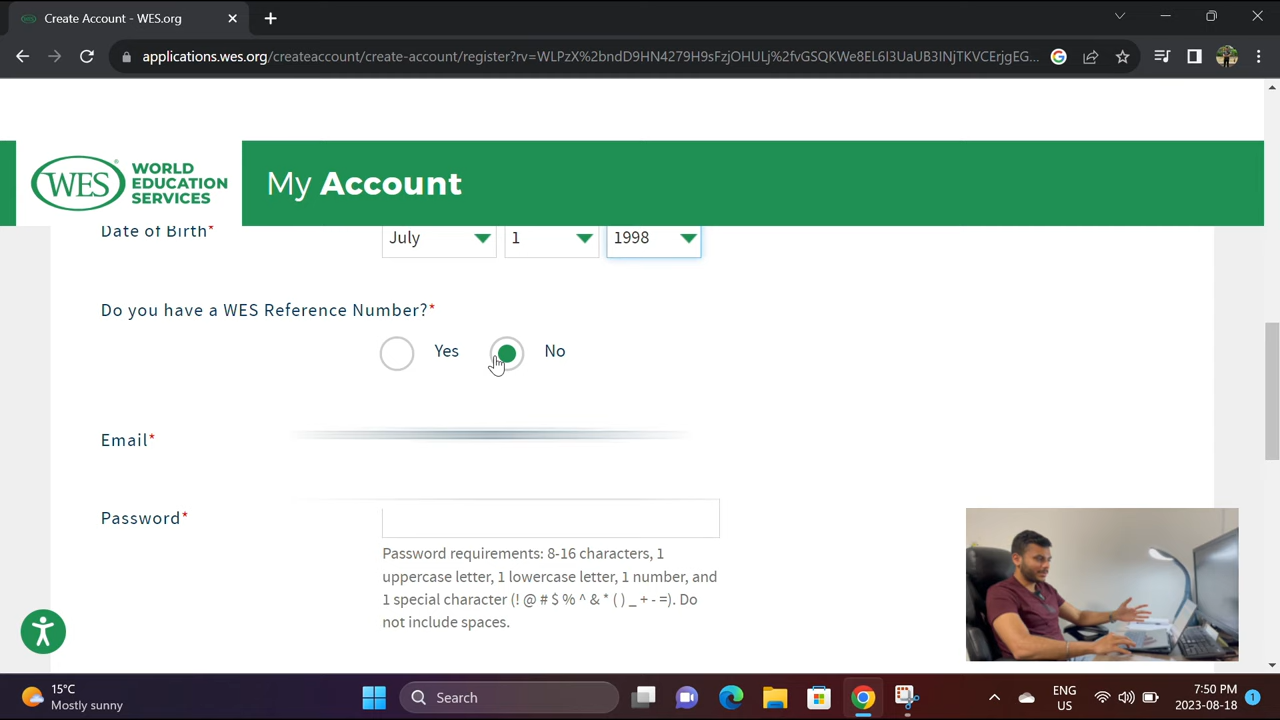 Create Account - WES.org
applications.wes.org/createaccount/create-account/register?rv=WLPzX%2bndD9HN4279H9sFzjOHULj%2fvGSQKWe8EL6I3UaUB3INjTKVCErjgEG...
WES
WORLD
EDUCATION
SERVICES
My Account
Date of Birth*
July 1 1998
Do you have a WES Reference Number?*
Yes No
Email*
Password*
Password requirements: 8-16 characters, 1
uppercase letter, 1 lowercase letter, 1 number, and
1 special character (! @ # $ % ^ & * ( ) _ + - =). Do
not include spaces.
15°C
Mostly sunny
Search
ENG
US
7:50 PM
2023-08-18
1